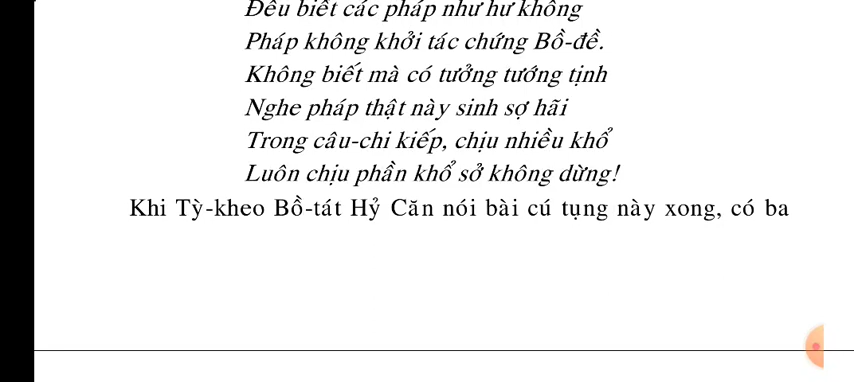 Đều biết các pháp như hư không
Pháp không khởi tác chứng Bồ-đề.
Không biết mà có tưởng tướng tịnh
Nghe pháp thật này sinh sợ hãi
Trong câu-chi kiếp, chịu nhiều khổ
Luôn chịu phần khổ sở không dừng!
Khi Tỳ-kheo Bồ-tát Hỷ Căn nói bài cú tụng này xong, có ba